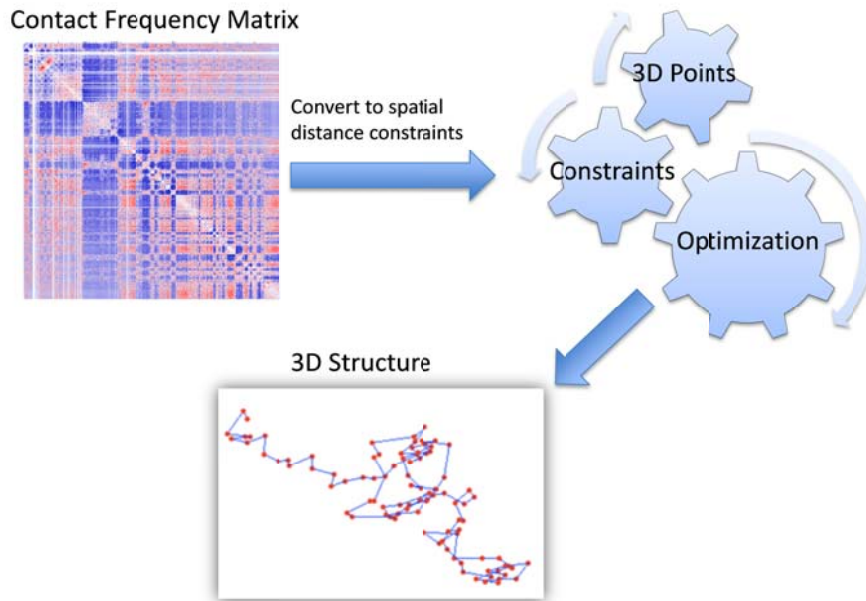 Contact Frequency Matrix
Convert to spatial
distance constraints
3D Points
Constraints
Optimization
3D Structure